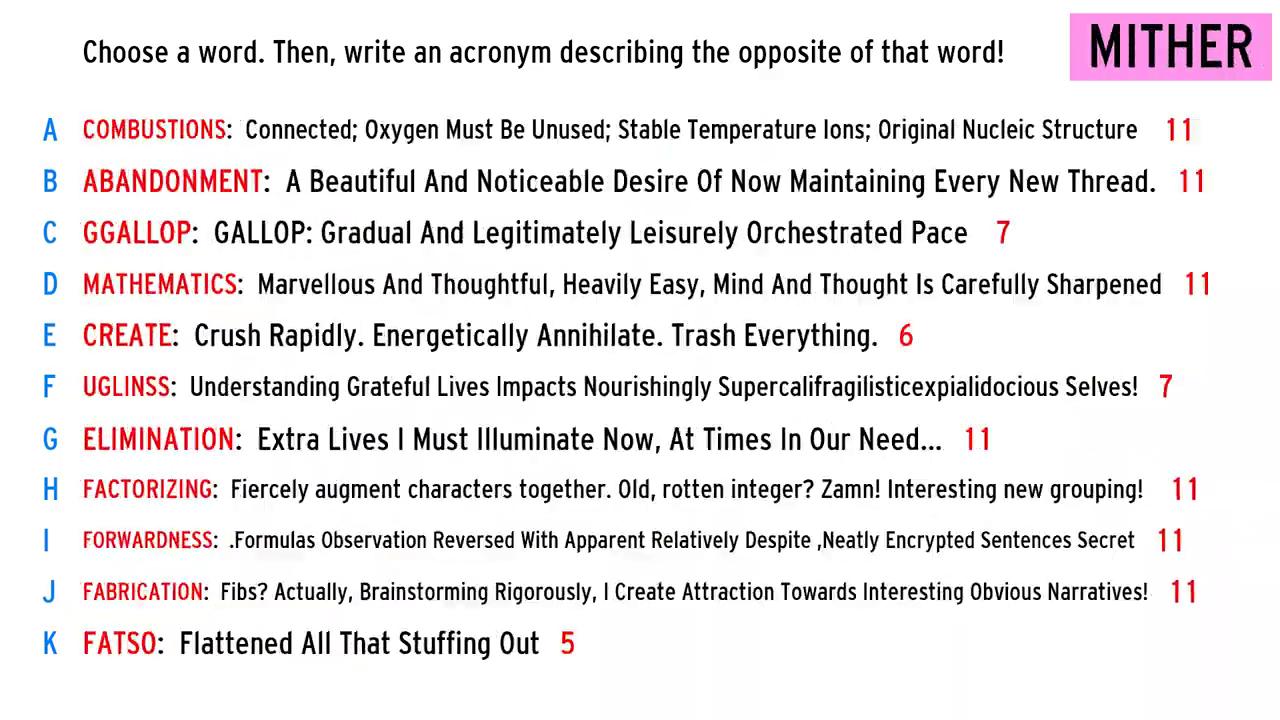 Choose a word. Then, write an acronym describing the opposite of that word!
MITHER
A COMBUSTIONS: Connected; Oxygen Must Be Unused; Stable Temperature Ions; Original Nucleic Structure 11
B ABANDONMENT: A Beautiful And Noticeable Desire Of Now Maintaining Every New Thread. 11
C GGALLOP: GALLOP: Gradual And Legitimately Leisurely Orchestrated Pace 7
D MATHEMATICS: Marvellous And Thoughtful, Heavily Easy, Mind And Thought Is Carefully Sharpened 11
E CREATE: Crush Rapidly. Energetically Annihilate. Trash Everything. 6
F UGLINSS: Understanding Grateful Lives Impacts Nourishingly Supercalifragilisticexpialidocious Selves! 7
G ELIMINATION: Extra Lives I Must Illuminate Now, At Times In Our Need... 11
H FACTORIZING: Fiercely augment characters together. Old, rotten integer? Zamn! Interesting new grouping! 11
I FORWARDNESS: .Formulas Observation Reversed With Apparent Relatively Despite ,Neatly Encrypted Sentences Secret 11
J FABRICATION: Fibs? Actually, Brainstorming Rigorously, I Create Attraction Towards Interesting Obvious Narratives! 11
K FATSO: Flattened All That Stuffing Out 5